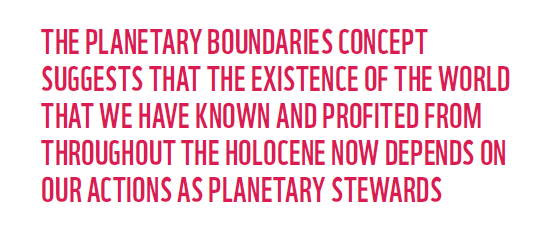 THE PLANETARY BOUNDARIES CONCEPT
SUGGESTS THAT THE EXISTENCE OF THE WORLD
THAT WE HAVE KNOWN AND PROFITED FROM
THROUGHOUT THE HOLOCENE NOW DEPENDS ON
OUR ACTIONS AS PLANETARY STEWARDS